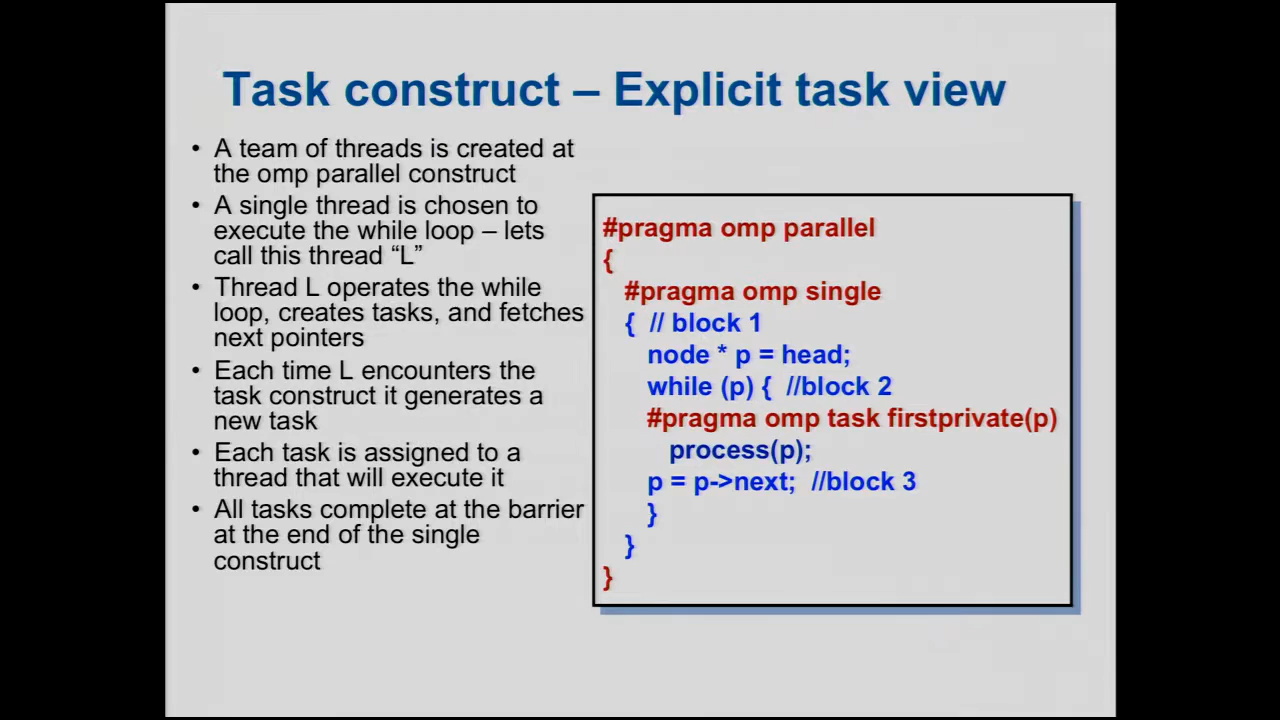 Task construct – Explicit task view
• A team of threads is created at
the omp parallel construct
• A single thread is chosen to
execute the while loop – lets
call this thread “L”
• Thread L operates the while
loop, creates tasks, and fetches
next pointers
• Each time L encounters the
task construct it generates a
new task
• Each task is assigned to a
thread that will execute it
• All tasks complete at the barrier
at the end of the single
construct
#pragma omp parallel
{
#pragma omp single
{ // block 1
node * p = head;
while (p) { //block 2
#pragma omp task firstprivate(p)
process(p);
p = p->next; //block 3
}
}
}